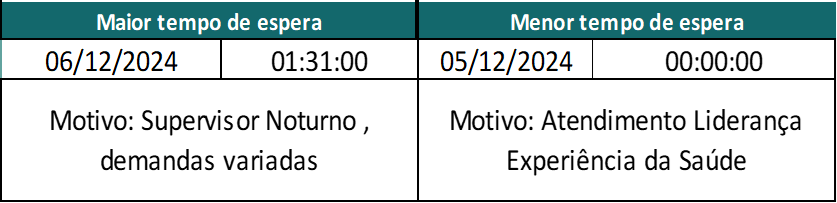 Maior tempo de espera Menor tempo de espera
06/12/2024 01:31:00 05/12/2024 00:00:00
Motivo: Supervisor Noturno ,
demandas variadas
Motivo: Atendimento Liderança
Experiência da Saúde